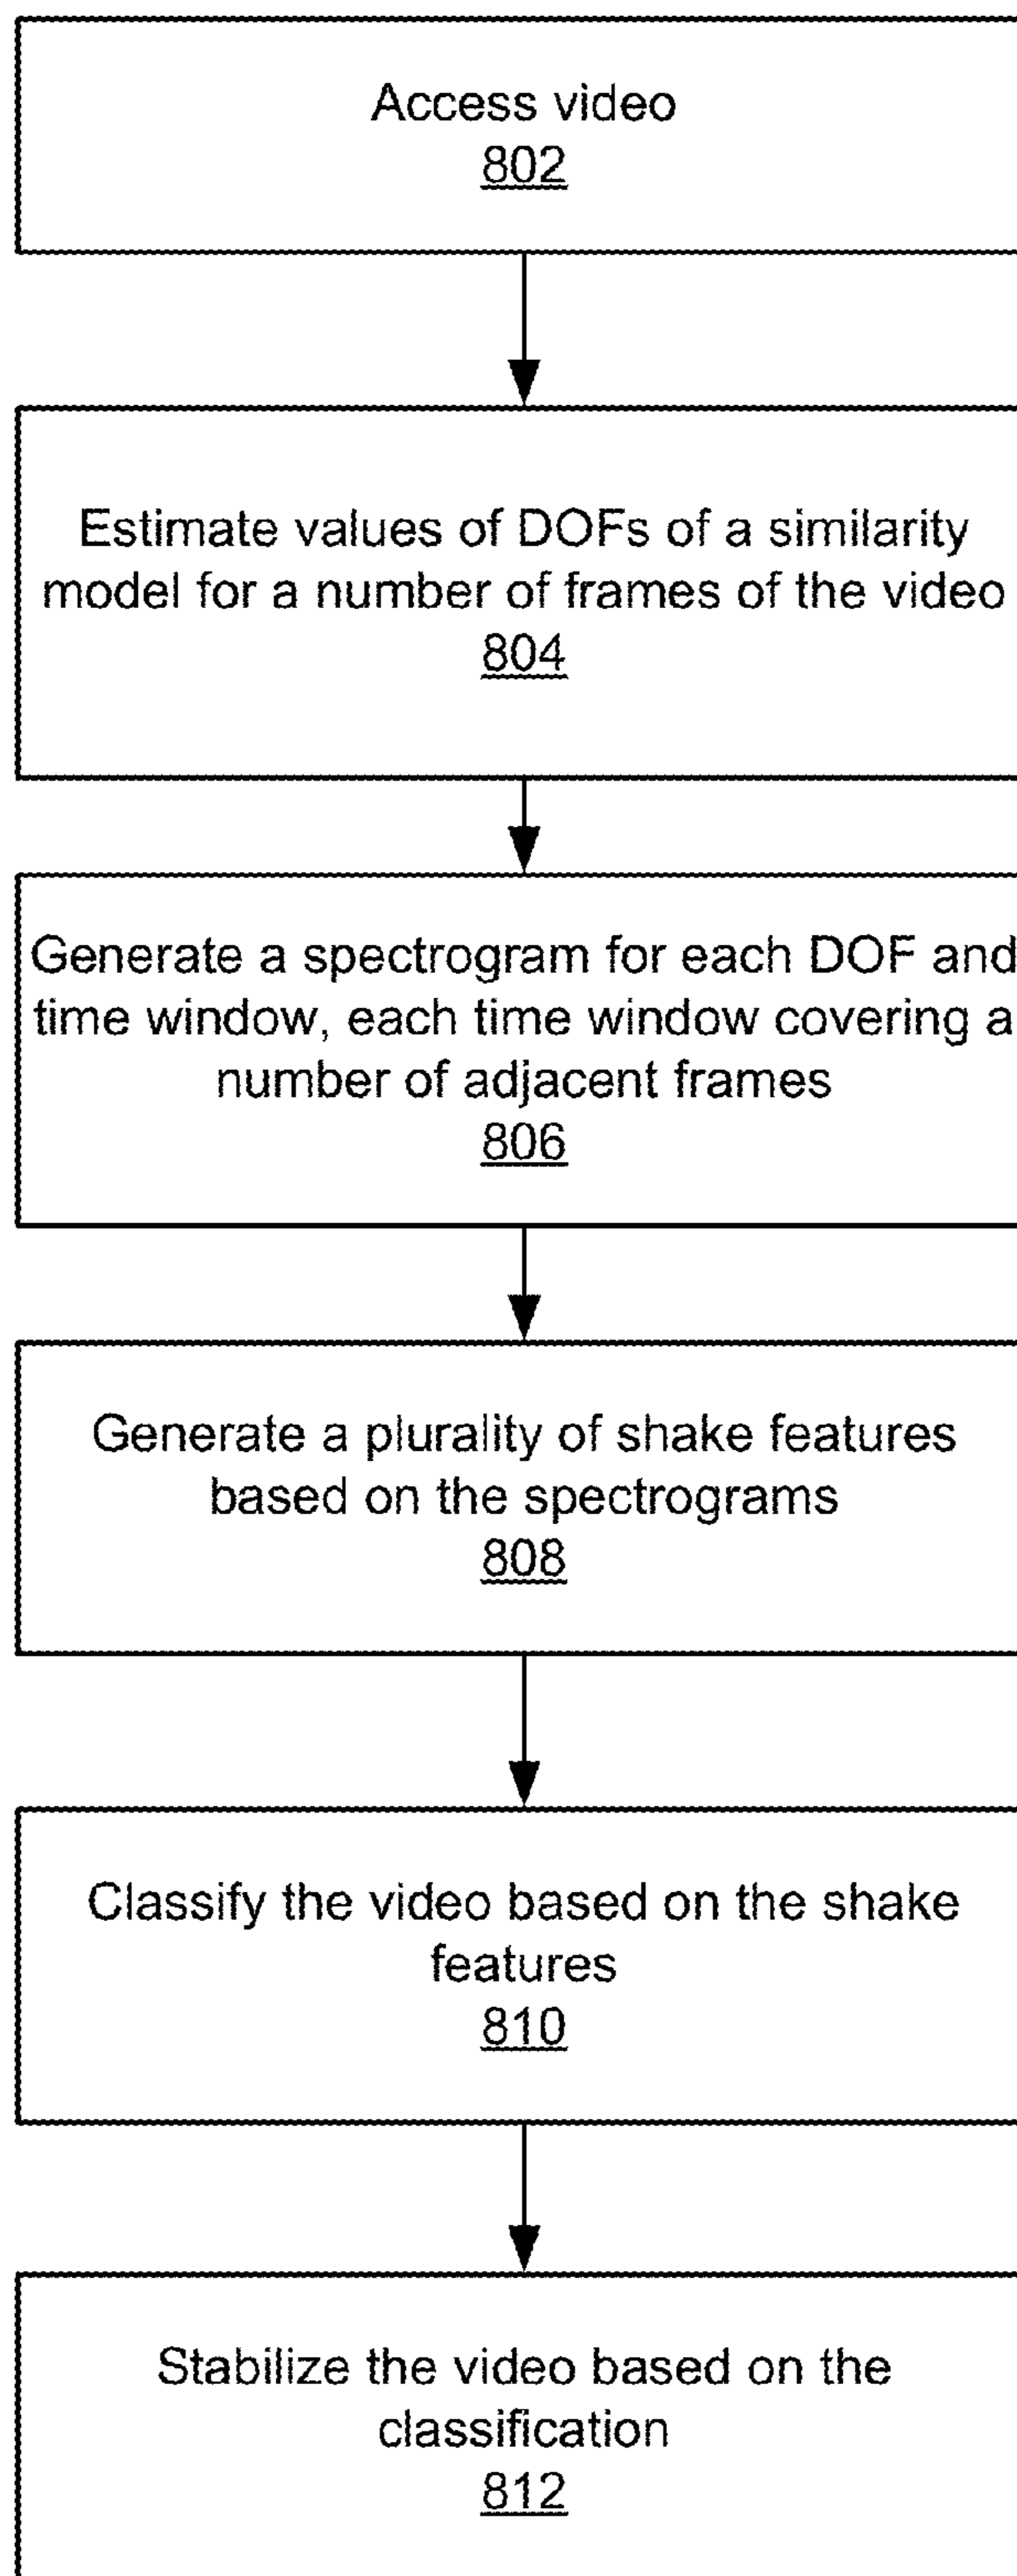 Access video
802
Estimate values of DOFs of a similarity
model for a number of frames of the video
804
Generate a spectrogram for each DOF and
time window, each time window covering a
number of adjacent frames
806
Generate a plurality of shake features
based on the spectrograms
808
Classify the video based on the shake
features
810
Stabilize the video based on the
classification
812